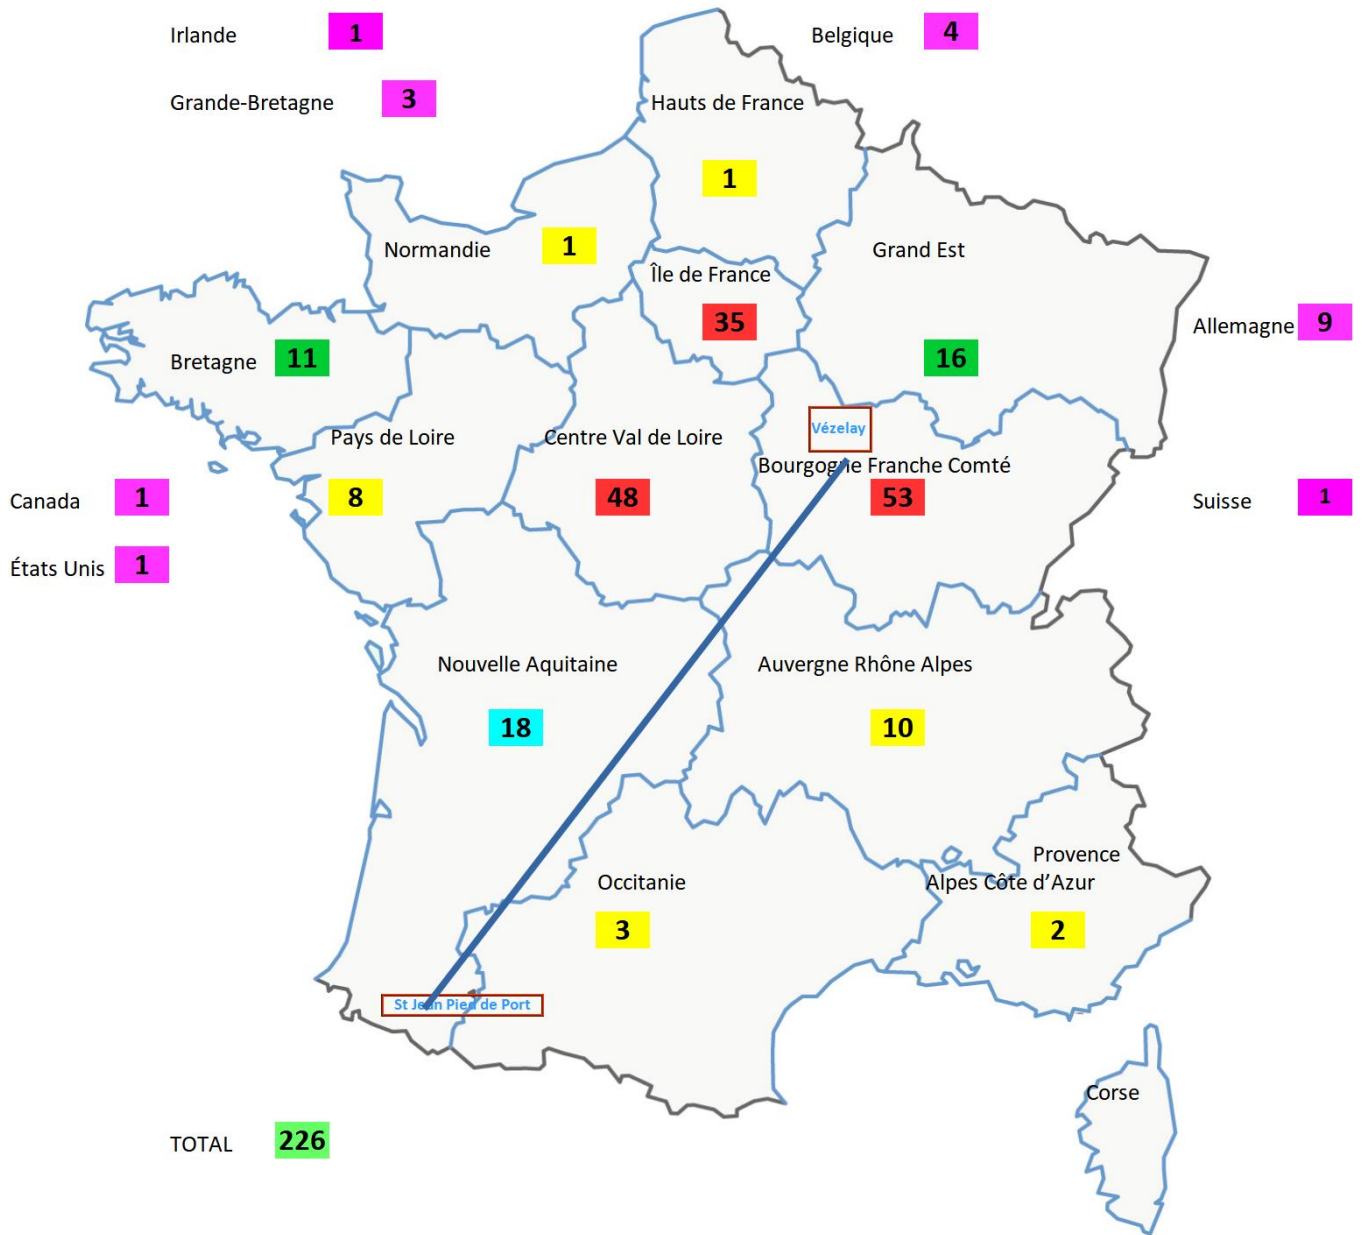 Irlande 1
Belgique 4
Grande-Bretagne 3
Hauts de France
1
Normandie 1
Grand Est
Île de France
35
Allemagne 9
Bretagne 11
16
Vézelay
Pays de Loire
Centre Val de Loire
Bourgogne Franche Comté
Canada 1
8
48
53
Suisse 1
États Unis 1
Nouvelle Aquitaine
Auvergne Rhône Alpes
18
10
Provence
Alpes Côte d'Azur
Occitanie
3
2
St Jean Pied de Port
Corse
TOTAL 226